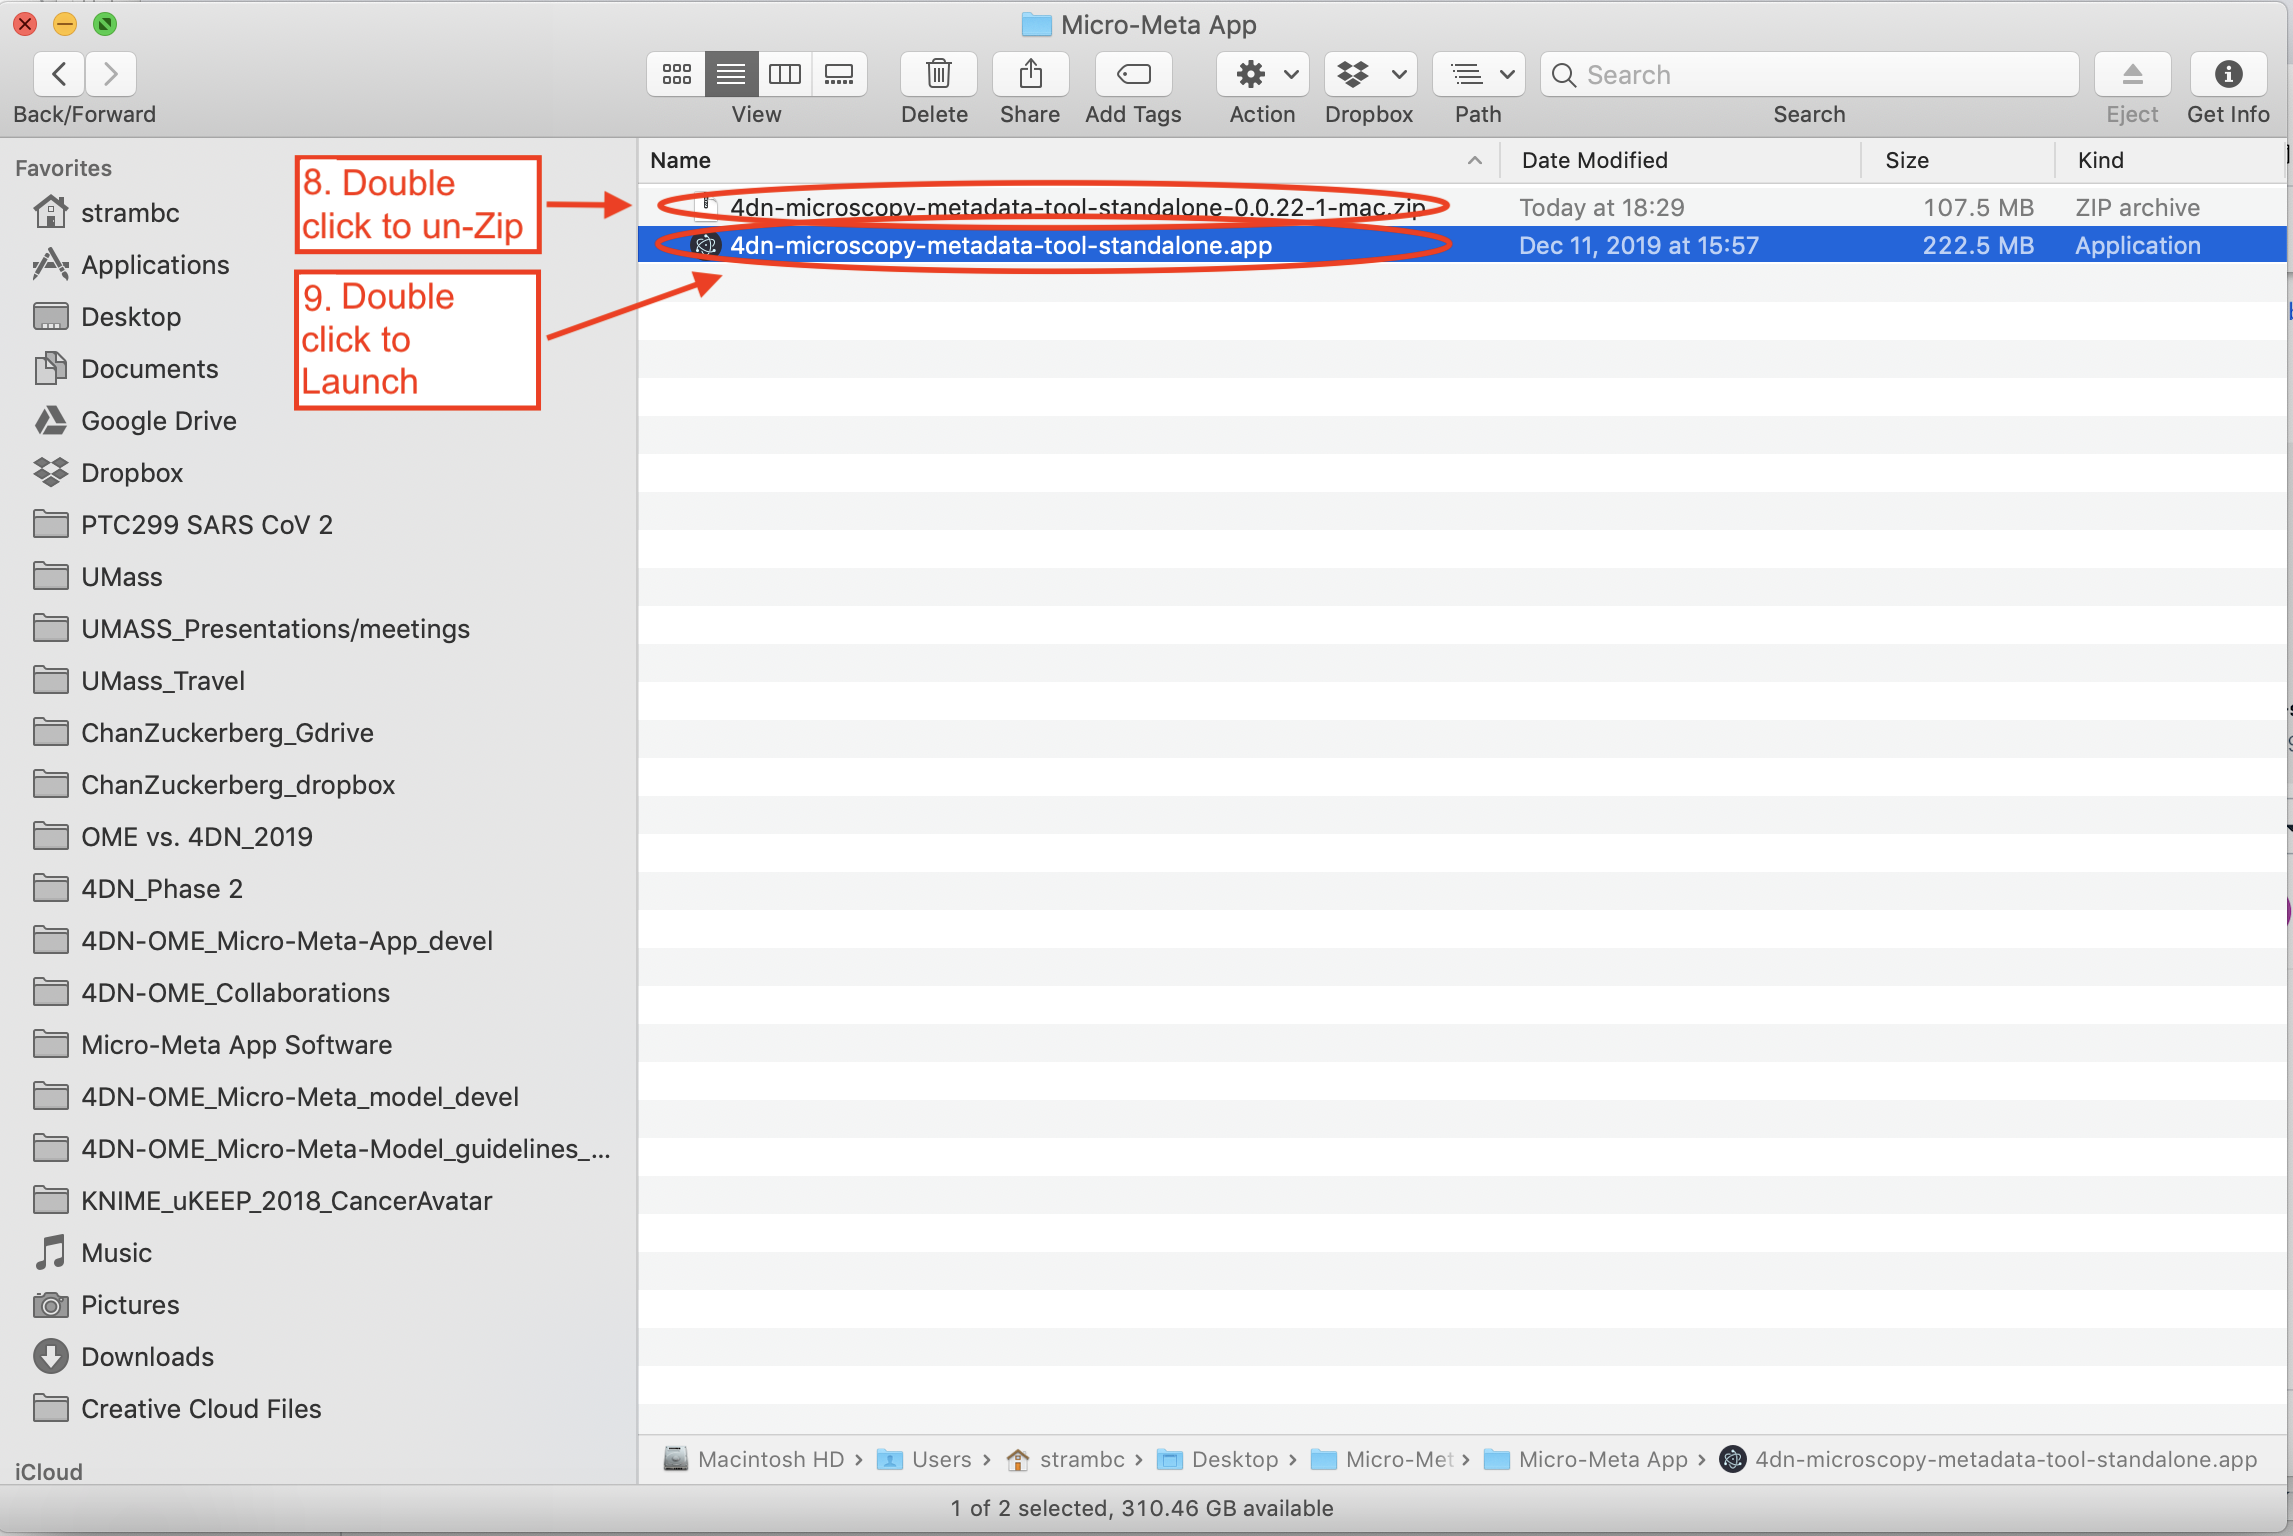 Micro-Meta App
Back/Forward
View
Delete
Share
Add Tags
Action
Dropbox
Path
Search
Search
Eject
Get Info
Favorites
strambc
Applications
Desktop
Documents
Google Drive
Dropbox
PTC299 SARS CoV 2
UMass
UMASS_Presentations/meetings
UMass_Travel
ChanZuckerberg_Gdrive
ChanZuckerberg_dropbox
OME vs. 4DN_2019
4DN_Phase 2
4DN-OME_Micro-Meta-App_devel
4DN-OME_Collaborations
Micro-Meta App Software
4DN-OME_Micro-Meta_model_devel
4DN-OME_Micro-Meta-Model_guidelines_...
KNIME_uKEEP_2018_CancerAvatar
Music
Pictures
Downloads
Creative Cloud Files
iCloud
8. Double
click to un-Zip
9. Double
click to
Launch
Name Date Modified Size Kind
4dn-microscopy-metadata-tool-standalone-0.0.22-1-mac.zip Today at 18:29 107.5 MB ZIP archive
4dn-microscopy-metadata-tool-standalone.app Dec 11, 2019 at 15:57 222.5 MB Application
Macintosh HD › Users › strambc › Desktop › Micro-Met › Micro-Meta App › 4dn-microscopy-metadata-tool-standalone.app
1 of 2 selected, 310.46 GB available